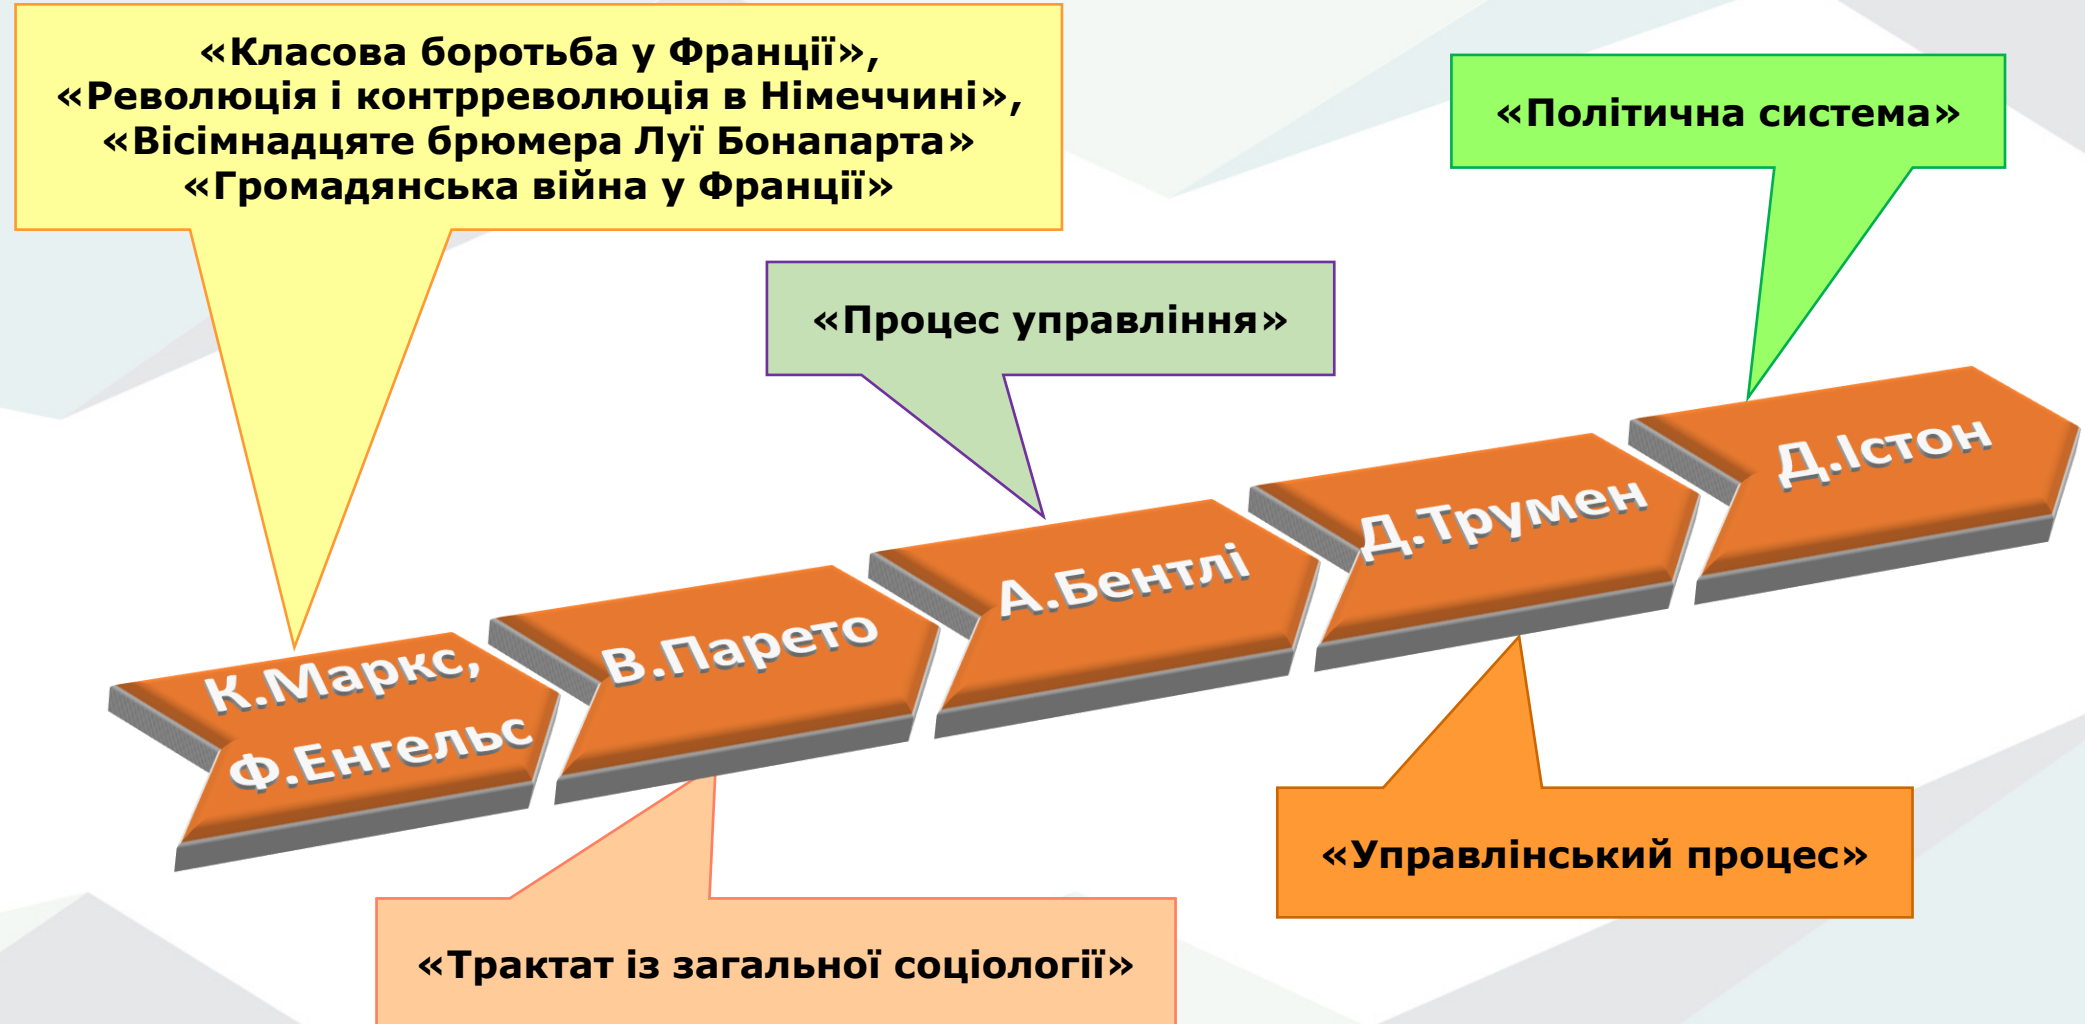 «Класова боротьба у Франції»,
«Революція і контрреволюція в Німеччині»,
«Вісімнадцяте брюмера Луї Бонапарта»
«Громадянська війна у Франції»
«Політична система»
«Процес управління»
Д.Істон
Д.Трумен
А.Бентлі
В.Парето
К.Маркс,
Ф.Енгельс
«Управлінський процес»
«Трактат із загальної соціології»